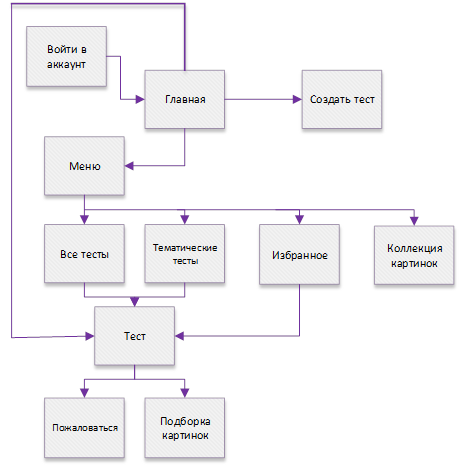 Войти в
аккаунт
Главная
Создать тест
Меню
Все тесты
Тематические
тесты
Избранное
Коллекция
картинок
Тест
Пожаловаться
Подборка
картинок